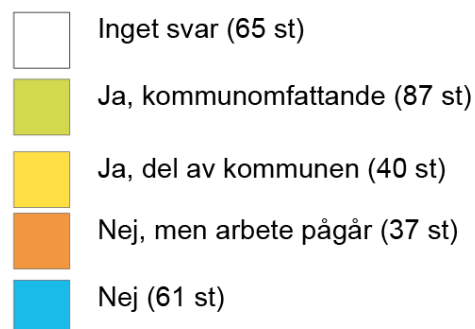 Inget svar (65 st)
Ja, kommunomfattande (87 st)
Ja, del av kommunen (40 st)
Nej, men arbete pågår (37 st)
Nej (61 st)